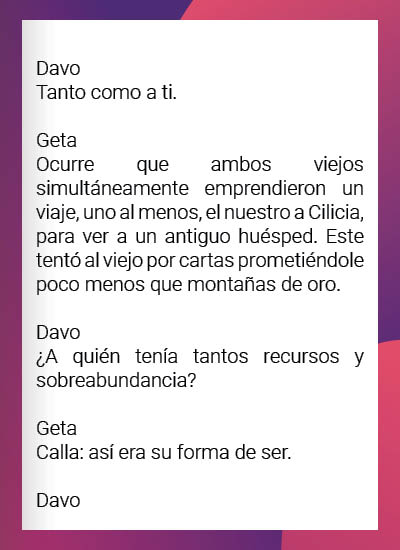 Davo
Tanto como a ti.
Geta
Ocurre que ambos viejos
simultáneamente emprendieron un
viaje, uno al menos, el nuestro a Cilicia,
para ver a un antiguo huésped. Este
tentó al viejo por cartas prometiéndole
poco menos que montañas de oro.
Davo
¿A quién tenía tantos recursos y
sobreabundancia?
Geta
Calla: así era su forma de ser.
Davo